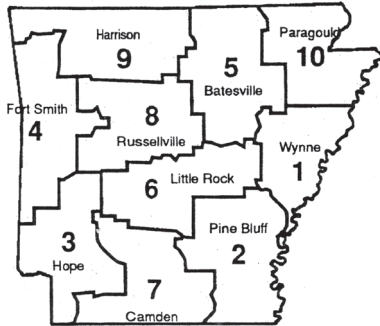 Harrison
9
Paragould
10
5
Batesville
Fort Smith
4
8
Russellville
Wynne
1
Little Rock
6
Pine Bluff
2
3
Hope
7
Camden